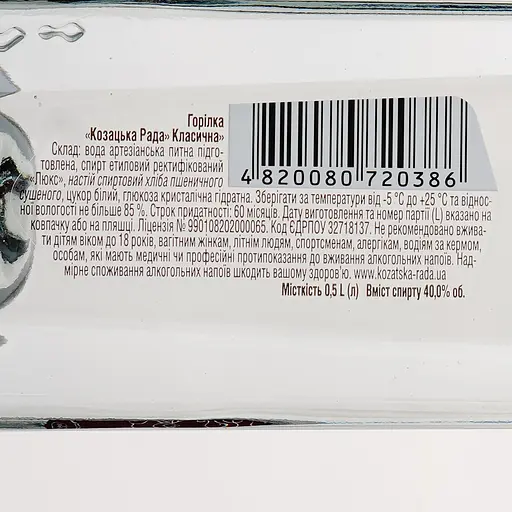 Горілка
«Козацька Рада» Класична»
Склад: вода артезіанська питна підго-
товлена, спирт етиловий ректифікований
«Люкс», настій спиртовий хліба пшеничного
сушеного, цукор білий, глюкоза кристалічна гідратна. Зберігати за температури від -5 °С до +25 °С та віднос-
ної вологості не більше 85 %. Строк придатності: 60 місяців. Дату виготовлення та номер партії (L) вказано на
ковпачку або на пляшці. Ліцензія № 990108202000065. Код ЄДРПОУ 32718137. Не рекомендовано вжива-
ти дітям віком до 18 років, вагітним жінкам, літнім людям, спортсменам, алергікам, водіям за кермом,
особам, які мають медичні чи професійні протипоказання до вживання алкогольних напоїв. Над-
мірне споживання алкогольних напоїв шкодить вашому здоров'ю. www.kozatska-rada.ua
Місткість 0,5 L (л) Вміст спирту 40,0% об.
4 820080 720386